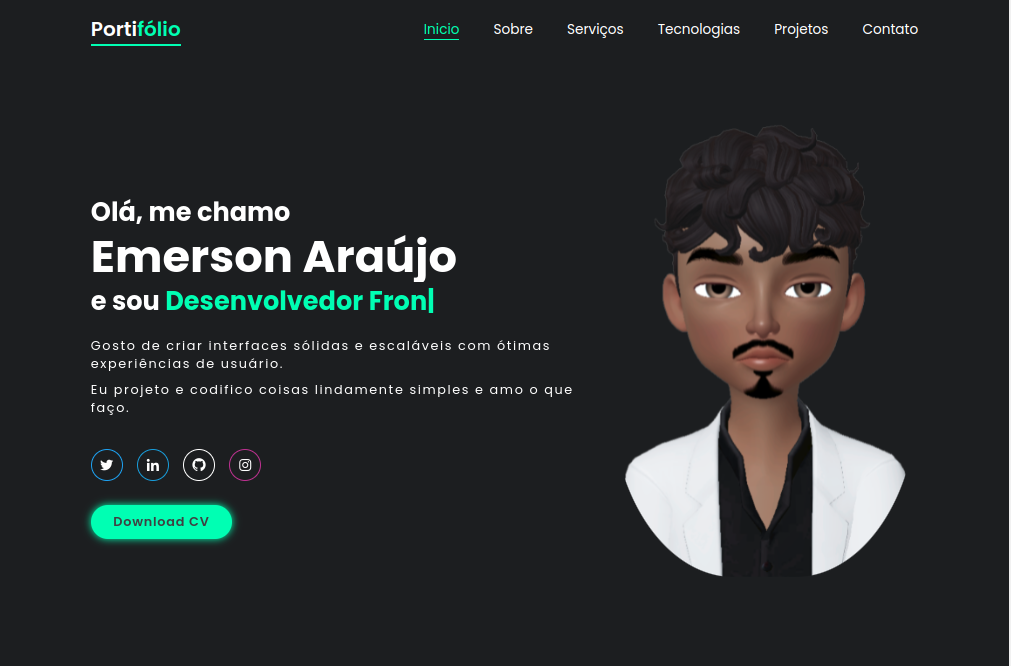 Portifólio
Inicio Sobre Serviços Tecnologias Projetos Contato
Olá, me chamo
Emerson Araújo
e sou Desenvolvedor Fron|
Gosto de criar interfaces sólidas e escaláveis com ótimas
experiências de usuário.
Eu projeto e codifico coisas lindamente simples e amo o que
faço.
Download CV